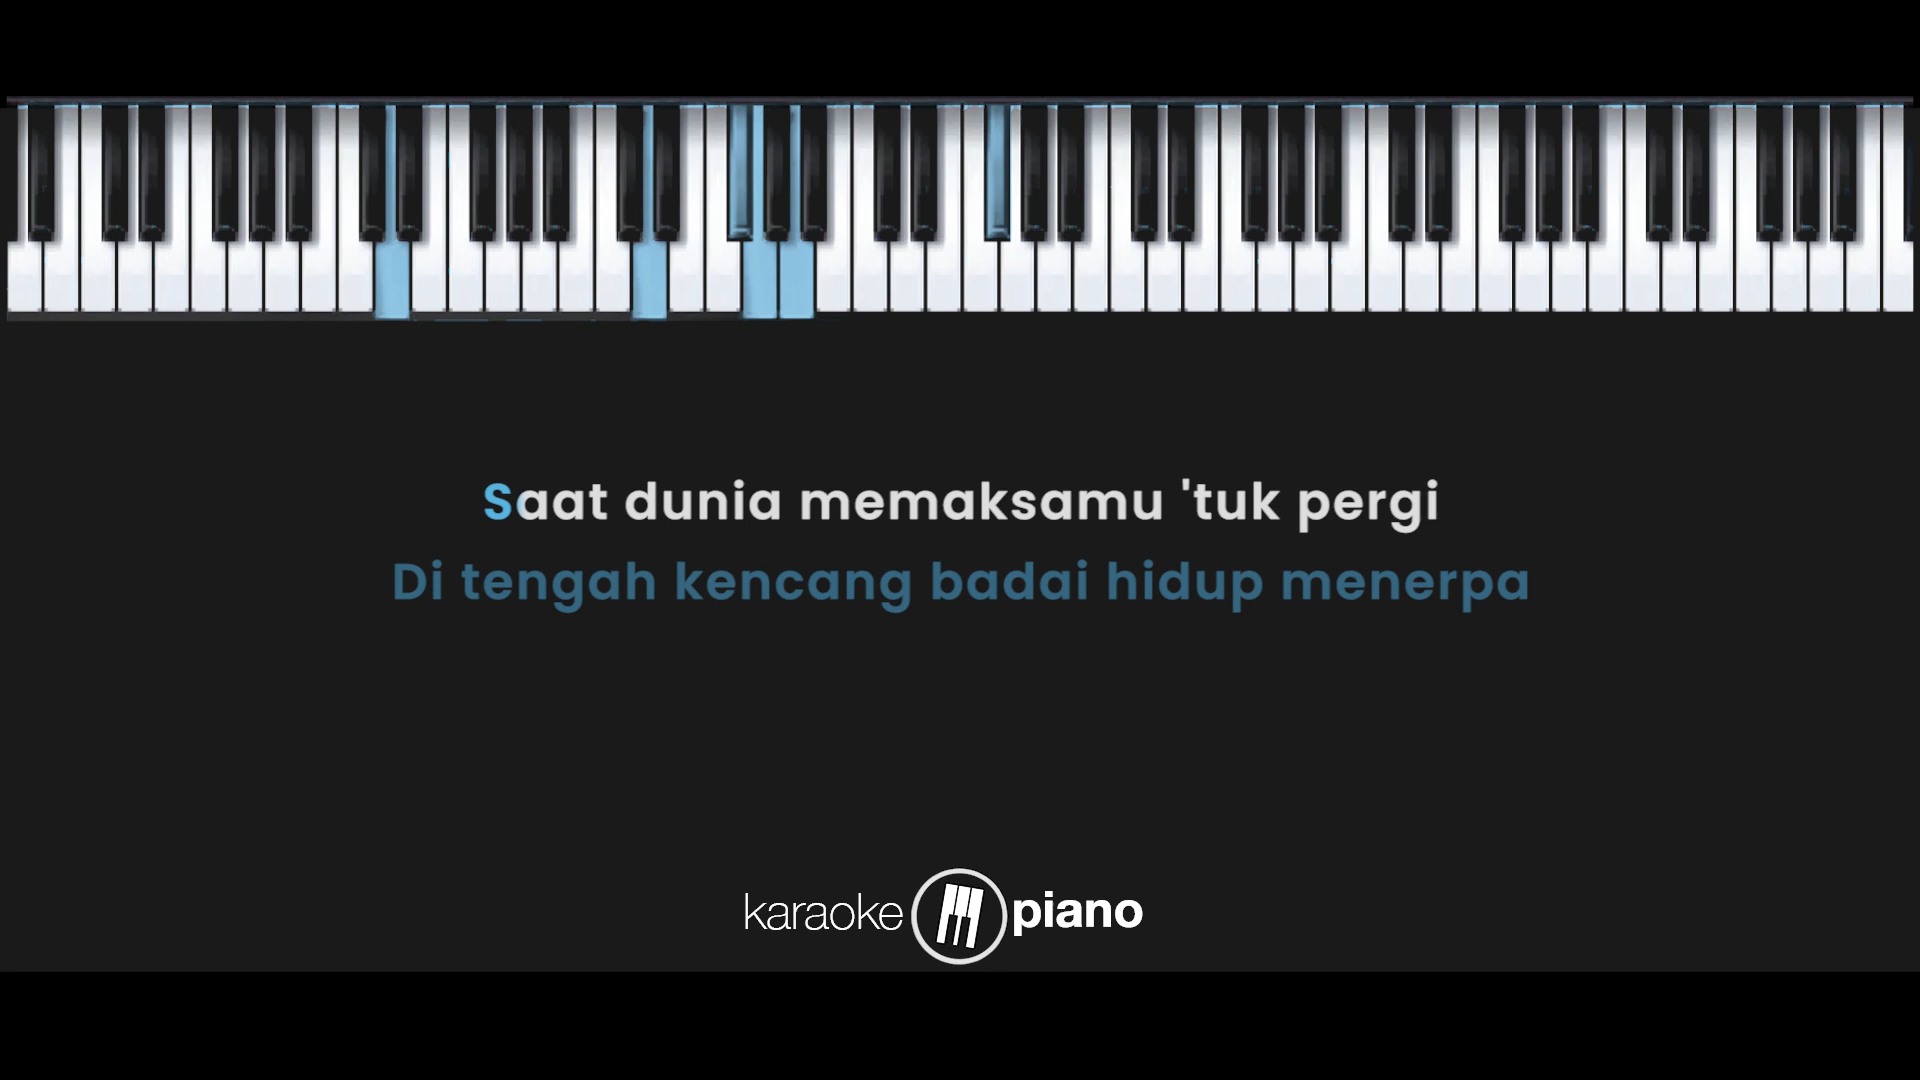 Saat dunia memaksamu 'tuk pergi
Di tengah kencang badai hidup menerpa
karaoke piano